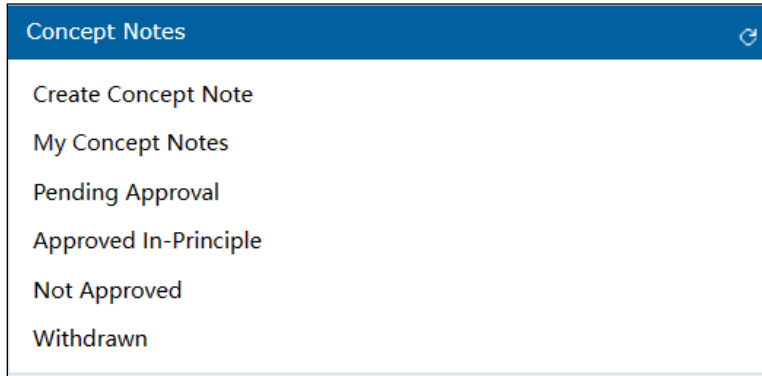 Concept Notes
Create Concept Note
My Concept Notes
Pending Approval
Approved In-Principle
Not Approved
Withdrawn